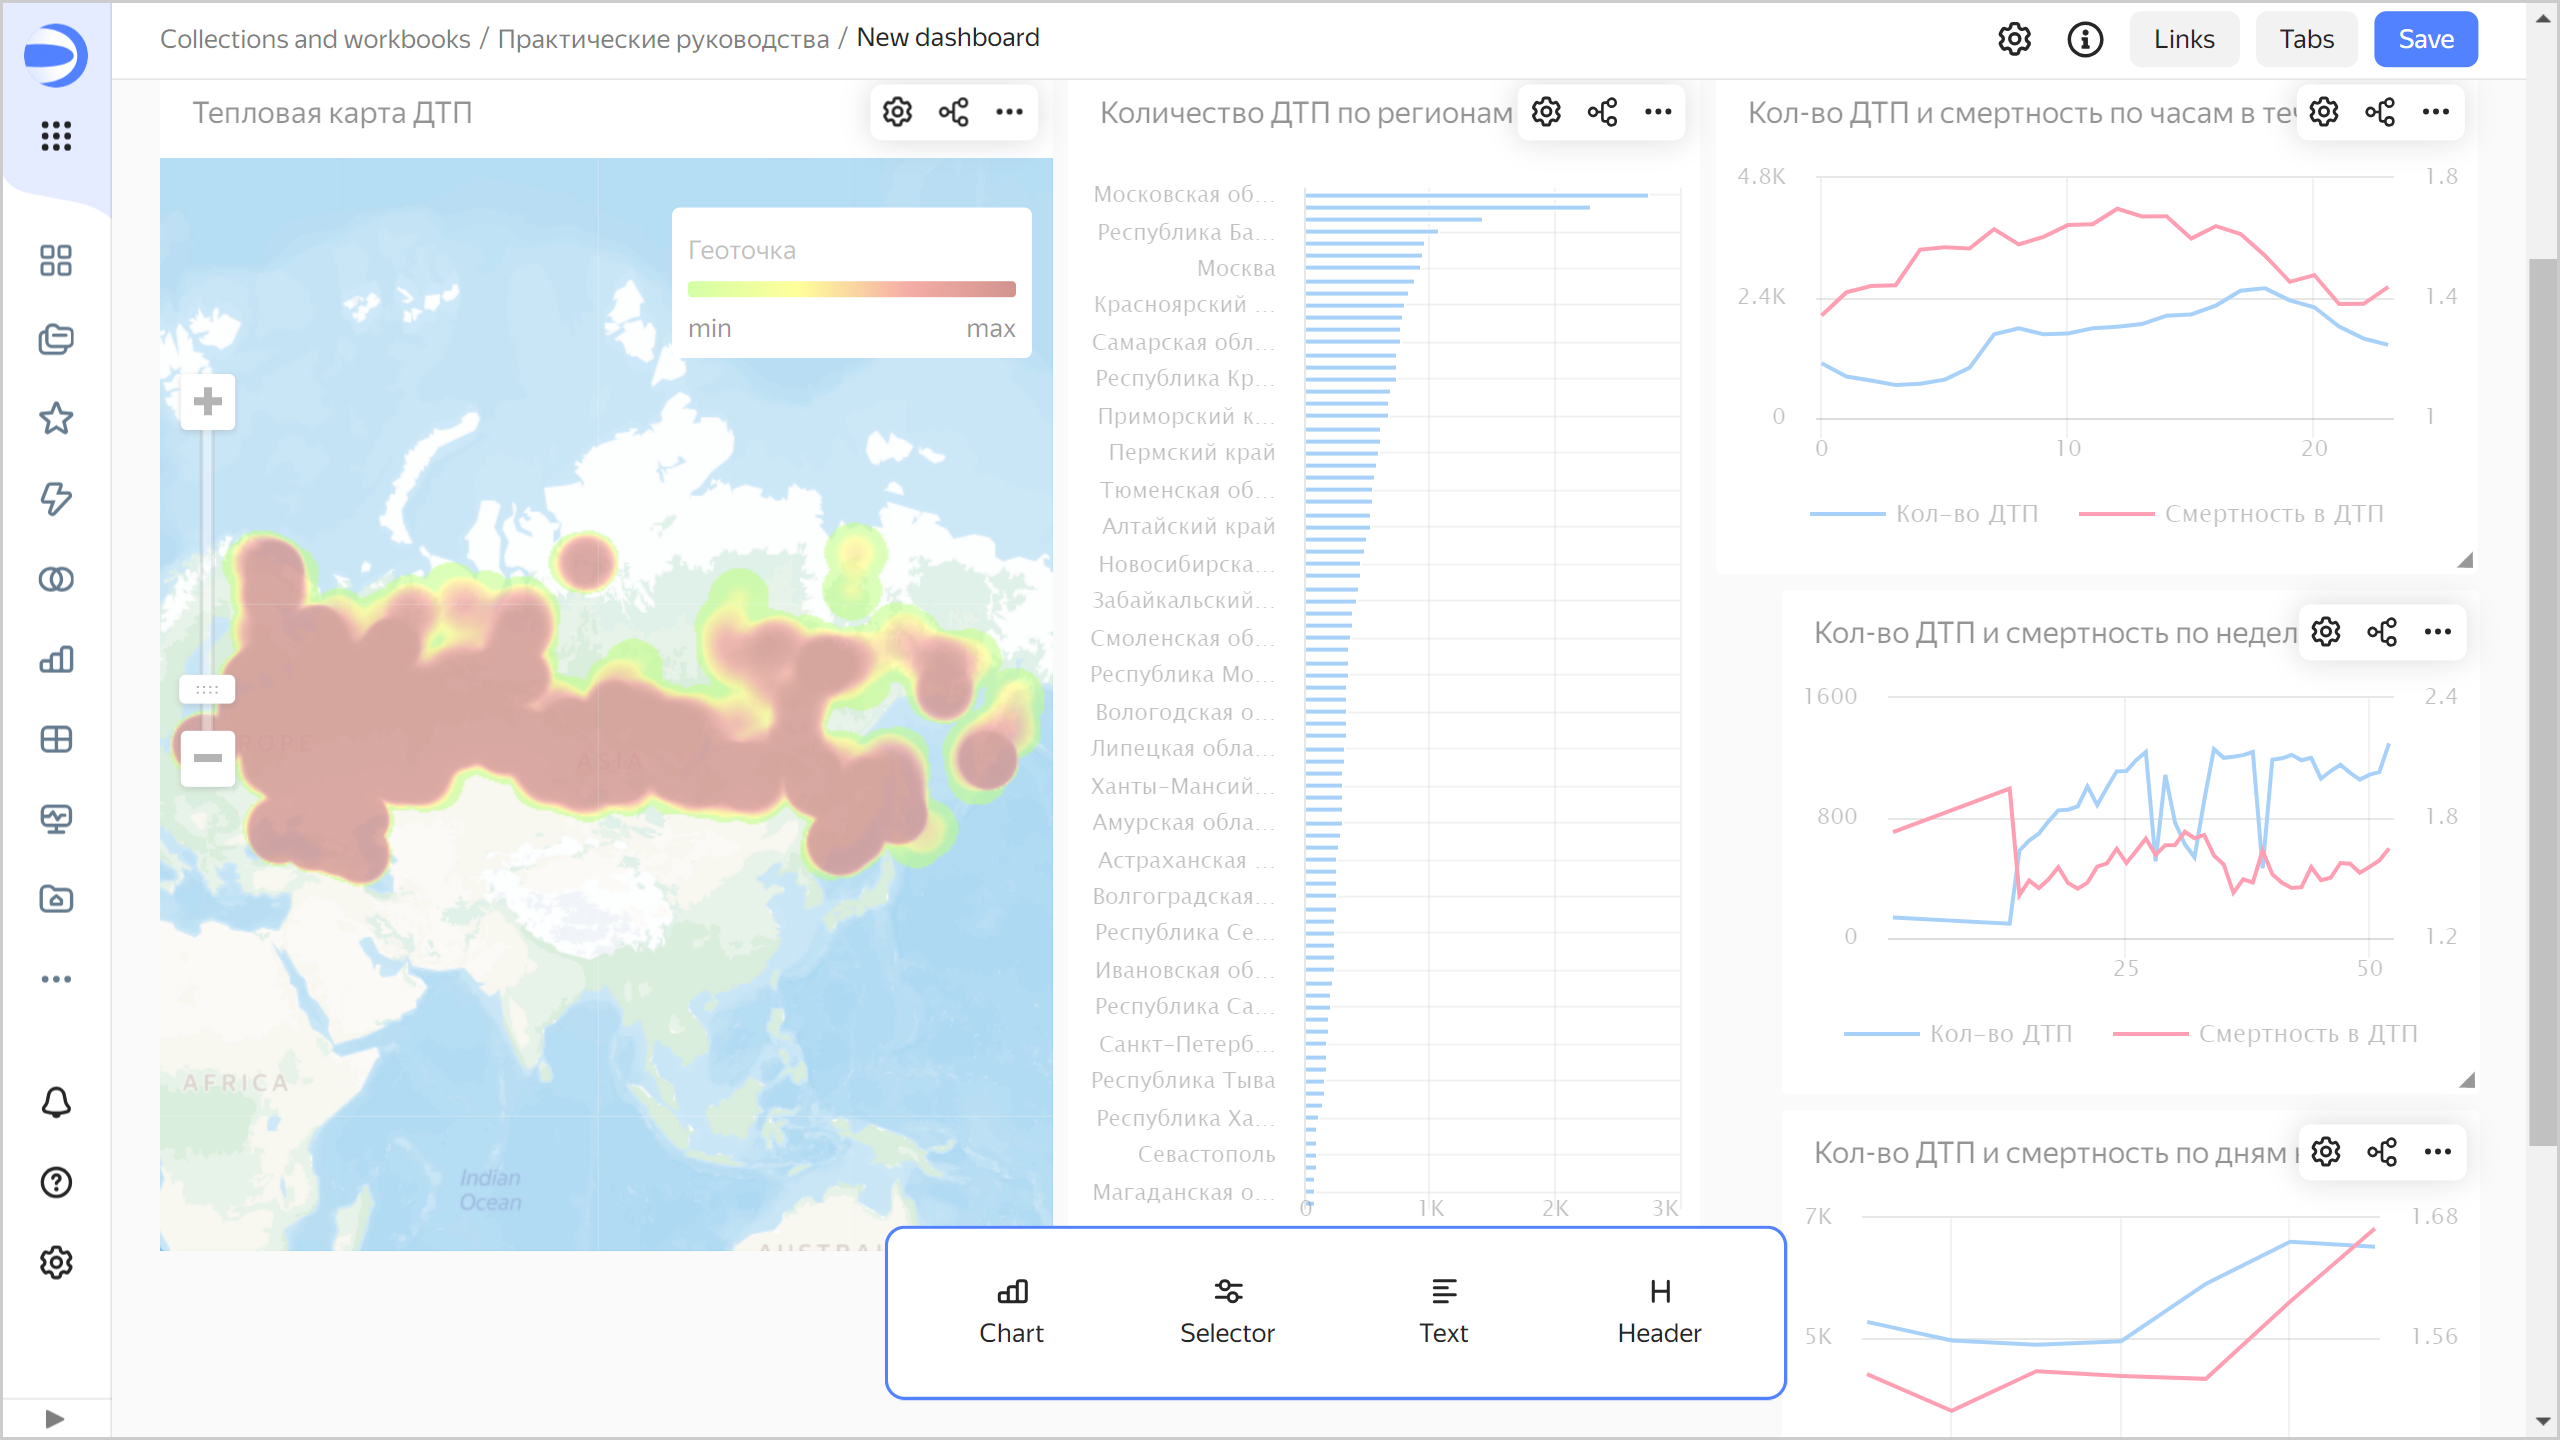 Collections and workbooks / Практические руководства / New dashboard
Links
Tabs
Save
Тепловая карта ДТП
Геоточка
min max
EUROPE
ASIA
AFRICA
Indian
Ocean
Количество ДТП по регионам
Московская об...
Республика Ба...
Москва
Красноярский ...
Самарская обл...
Республика Кр...
Приморский к...
Пермский край
Тюменская об...
Алтайский край
Новосибирска...
Забайкальский...
Смоленская об...
Республика Мо...
Вологодская о...
Липецкая обла...
Ханты-Мансий...
Амурская обла...
Астраханская ...
Волгоградская...
Республика Се...
Ивановская об...
Республика Са...
Санкт-Петерб...
Республика Тыва
Республика Ха...
Севастополь
Магаданская о...
0 1K 2K 3K
Кол-во ДТП и смертность по часам в те
4.8K 1.8
2.4K 1.4
0 1
0 10 20
Кол-во ДТП Смертность в ДТП
Кол-во ДТП и смертность по недел
1600 2.4
800 1.8
0 1.2
25 50
Кол-во ДТП Смертность в ДТП
Кол-во ДТП и смертность по дням
7K 1.68
5K 1.56
Chart
Selector
Text
Header